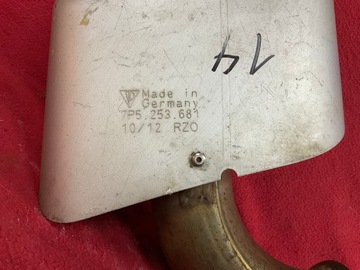 14
Made in
Germany
7P5.253.681
10/12 RZO